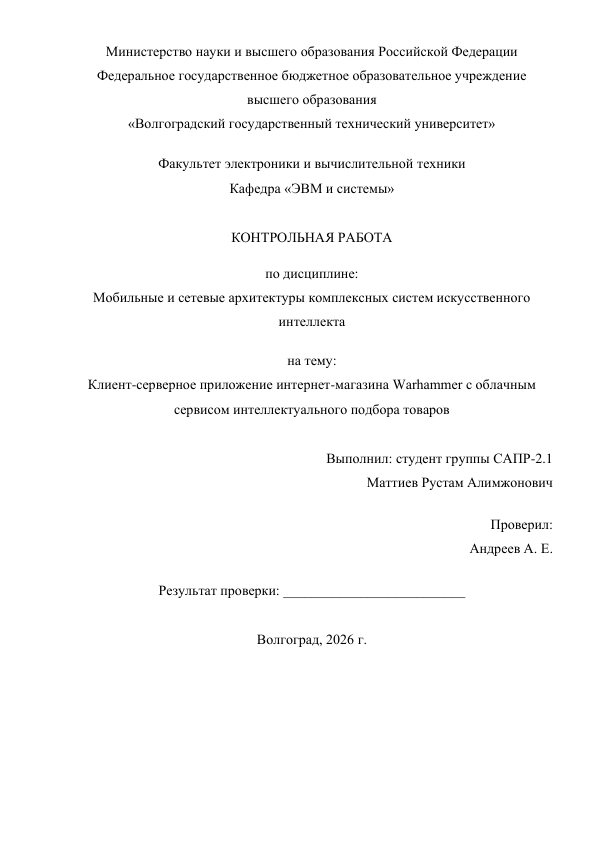 Министерство науки и высшего образования Российской Федерации
Федеральное государственное бюджетное образовательное учреждение
высшего образования
«Волгоградский государственный технический университет»
Факультет электроники и вычислительной техники
Кафедра «ЭВМ и системы»
КОНТРОЛЬНАЯ РАБОТА
по дисциплине:
Мобильные и сетевые архитектуры комплексных систем искусственного
интеллекта
на тему:
Клиент-серверное приложение интернет-магазина Warhammer с облачным
сервисом интеллектуального подбора товаров
Выполнил: студент группы САПР-2.1
Маттиев Рустам Алимжонович
Проверил:
Андреев А. Е.
Результат проверки: __________________________
Волгоград, 2026 г.